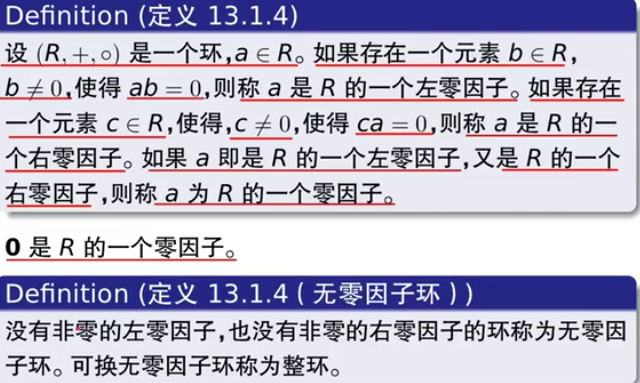 Definition (定义 13.1.4)
设 (R, +, ∘) 是一个环,a ∈ R。如果存在一个元素 b ∈ R,
b ≠ 0,使得 ab = 0,则称 a 是 R 的一个左零因子。如果存在
一个元素 c ∈ R,使得,c ≠ 0,使得 ca = 0,则称 a 是 R 的一
个右零因子。如果 a 即是 R 的一个左零因子,又是 R 的一个
右零因子,则称 a 为 R 的一个零因子。
0 是 R 的一个零因子。
Definition (定义 13.1.4 ( 无零因子环 ) )
没有非零的左零因子,也没有非零的右零因子的环称为无零因
子环。可换无零因子环称为整环。